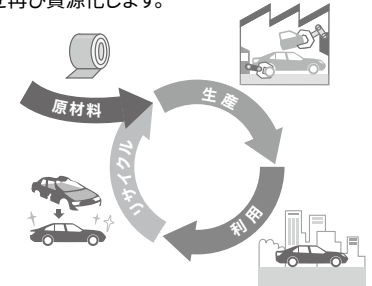 を再び資源化します。
原材料
生産
利用
リサイクル